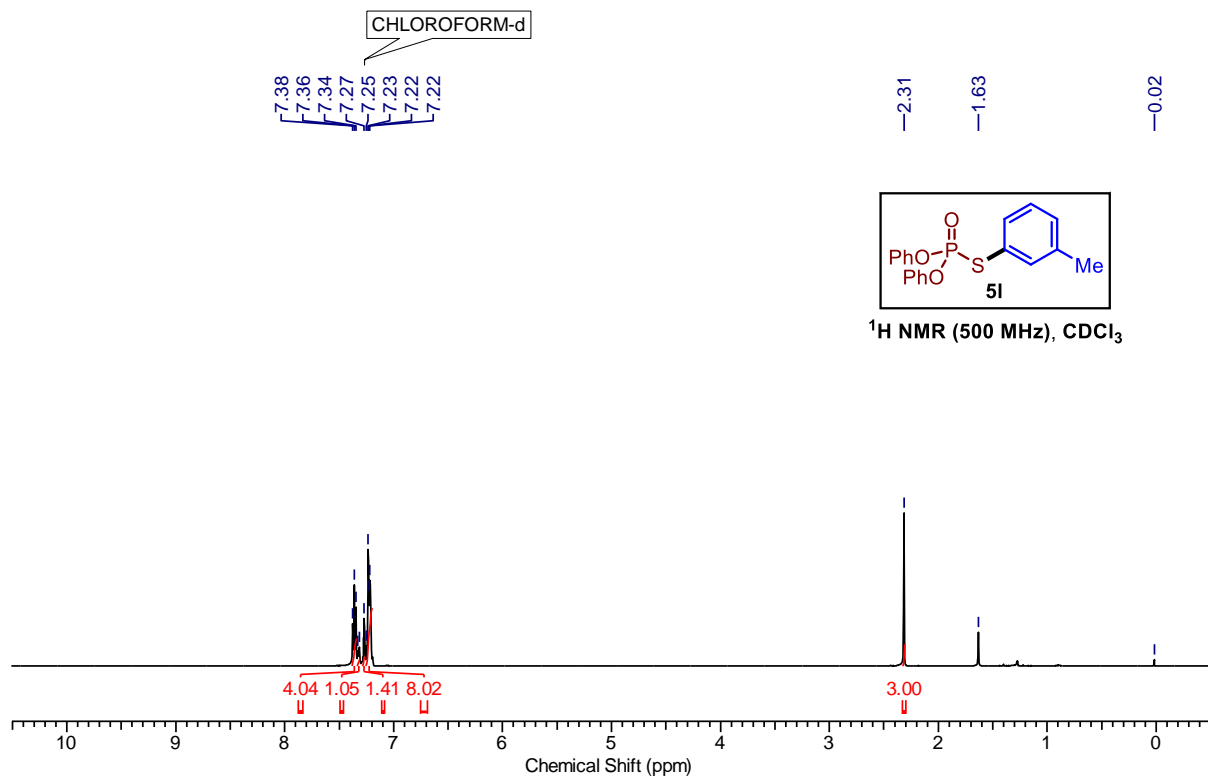 CHLOROFORM-d
7.38
7.36
7.34
7.27
7.25
7.23
7.22
7.22
2.31
1.63
0.02
O
PhO
P
S
PhO
Me
5l
¹H NMR (500 MHz), CDCl₃
4.04 1.05 1.41 8.02 3.00
10 9 8 7 6 5 4 3 2 1 0
Chemical Shift (ppm)